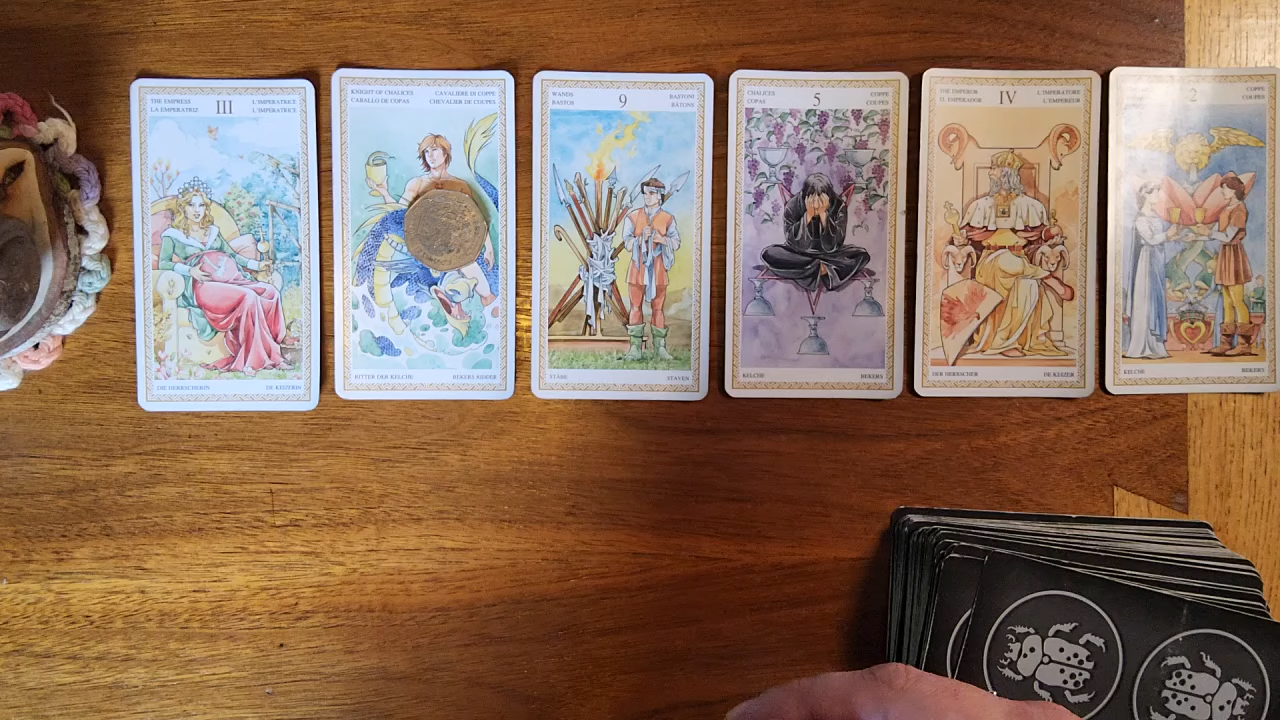 THE EMPRESS III L'IMPERATRICE
LA EMPERATRIZ L'IMPERATRICE
DIE HERRSCHERIN DE KEIZERIN
KNIGHT OF CHALICES CAVALIERE DI COPPE
CABALLO DE COPAS CHEVALIER DE COUPES
RITTER DER KELCHE BEKERS RIDDER
WANDS 9 BASTONI
BASTOS BÂTONS
STÄBE STAVEN
CHALICES 5 COPPE
COPAS COUPES
KELCHE BEKERS
THE EMPEROR IV L'IMPERATORE
EL EMPERADOR L'EMPEREUR
DER HERRSCHER DE KEIZER
2 COPPE
COUPES
KELCHE BEKERS